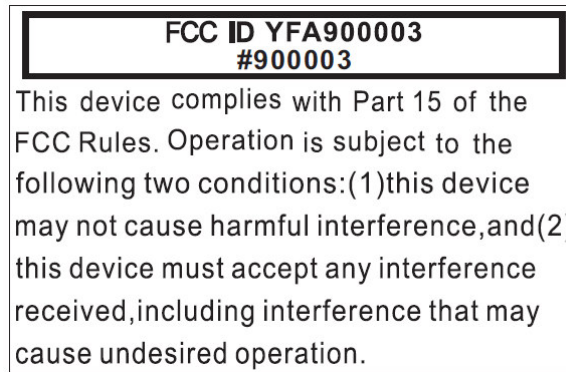 FCC ID YFA900003
#900003
This device complies with Part 15 of the
FCC Rules. Operation is subject to the
following two conditions:(1)this device
may not cause harmful interference,and(2)
this device must accept any interference
received,including interference that may
cause undesired operation.